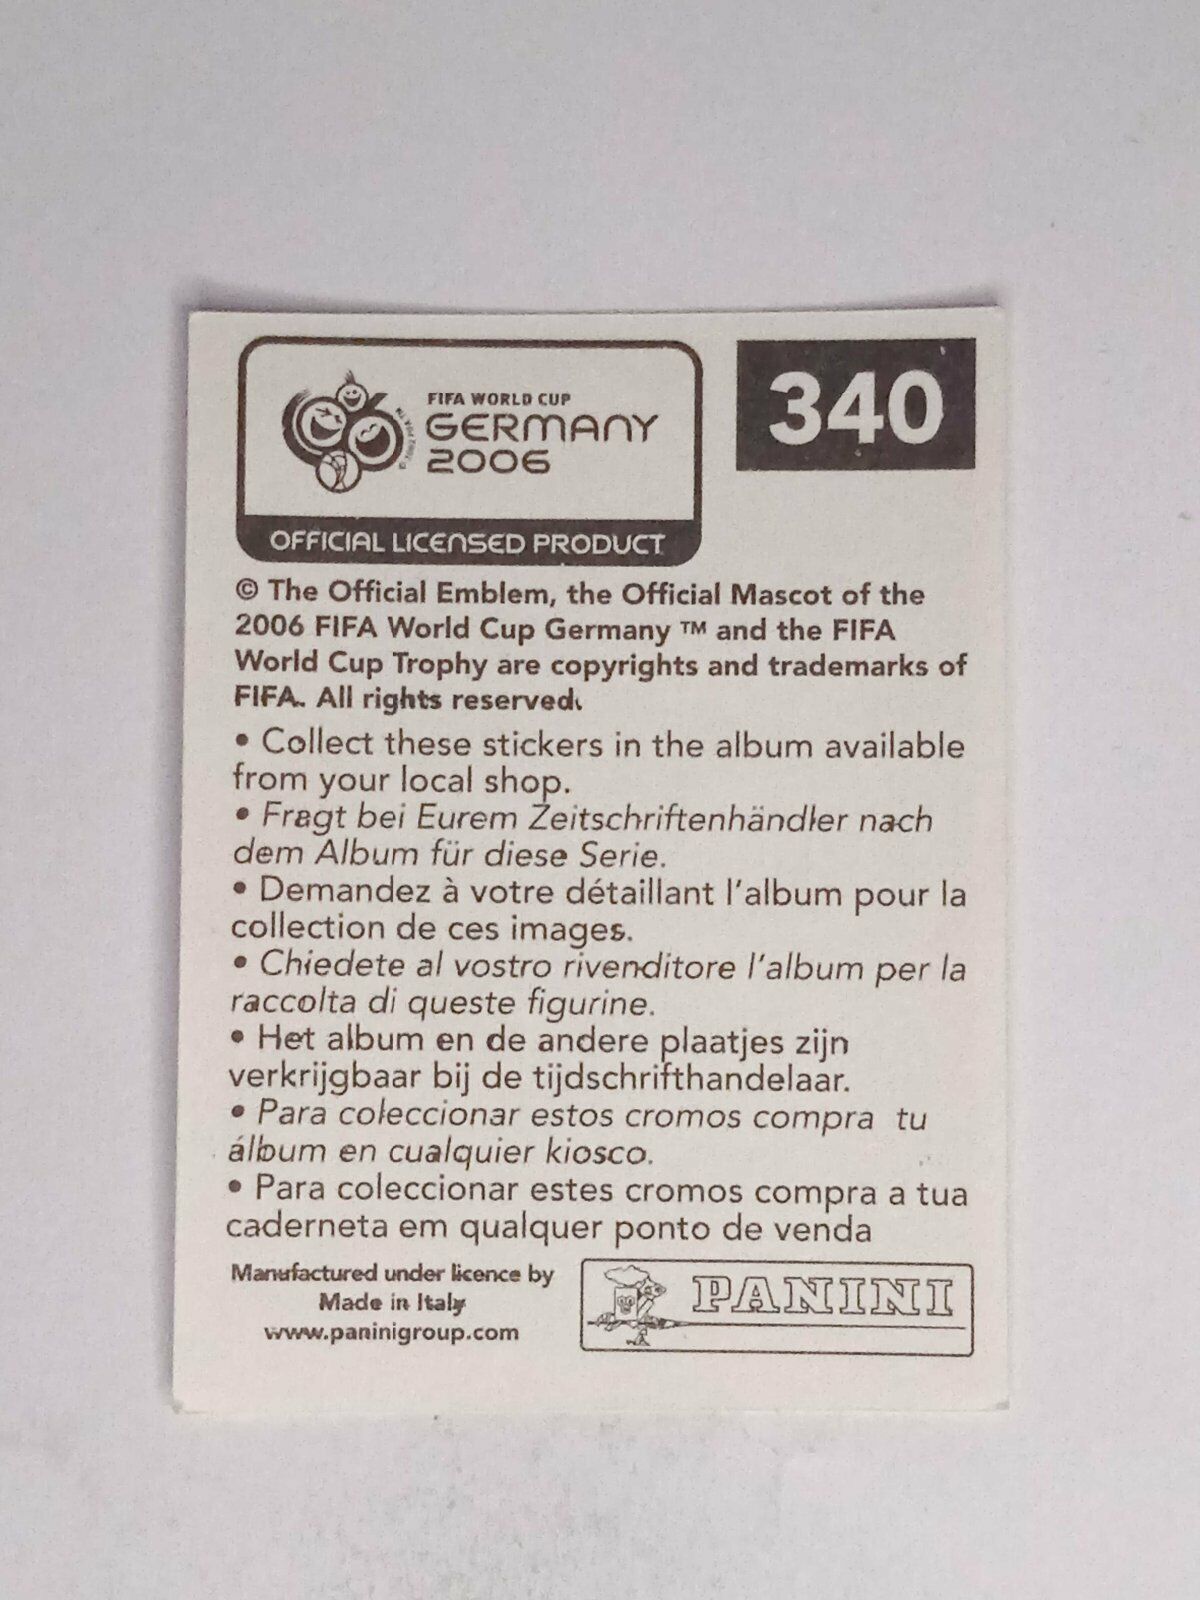 FIFA WORLD CUP
GERMANY
2006
340
OFFICIAL LICENSED PRODUCT
© The Official Emblem, the Official Mascot of the
2006 FIFA World Cup Germany ™ and the FIFA
World Cup Trophy are copyrights and trademarks of
FIFA. All rights reserved.
• Collect these stickers in the album available
from your local shop.
• Fragt bei Eurem Zeitschriftenhändler nach
dem Album für diese Serie.
• Demandez à votre détaillant l'album pour la
collection de ces images.
• Chiedete al vostro rivenditore l'album per la
raccolta di queste figurine.
• Het album en de andere plaatjes zijn
verkrijgbaar bij de tijdschrifthandelaar.
• Para coleccionar estos cromos compra tu
álbum en cualquier kiosco.
• Para coleccionar estes cromos compra a tua
caderneta em qualquer ponto de venda
Manufactured under licence by
Made in Italy
www.paninigroup.com
PANINI